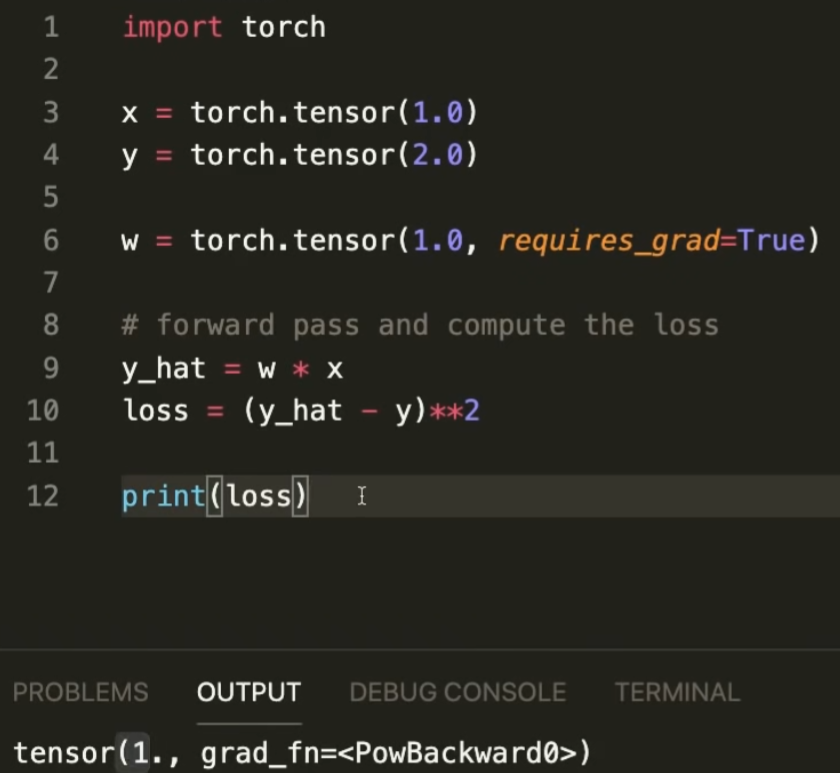 1 import torch
2
3 x = torch.tensor(1.0)
4 y = torch.tensor(2.0)
5
6 w = torch.tensor(1.0, requires_grad=True)
7
8 # forward pass and compute the loss
9 y_hat = w * x
10 loss = (y_hat - y)**2
11
12 print(loss)
PROBLEMS OUTPUT DEBUG CONSOLE TERMINAL
tensor(1., grad_fn=<PowBackward0>)